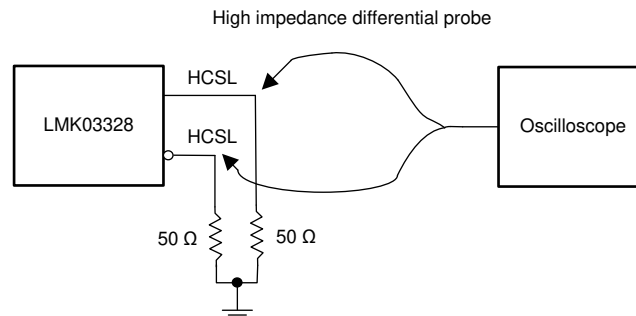 High impedance differential probe
HCSL
LMK03328
HCSL
Oscilloscope
50 Ω
50 Ω